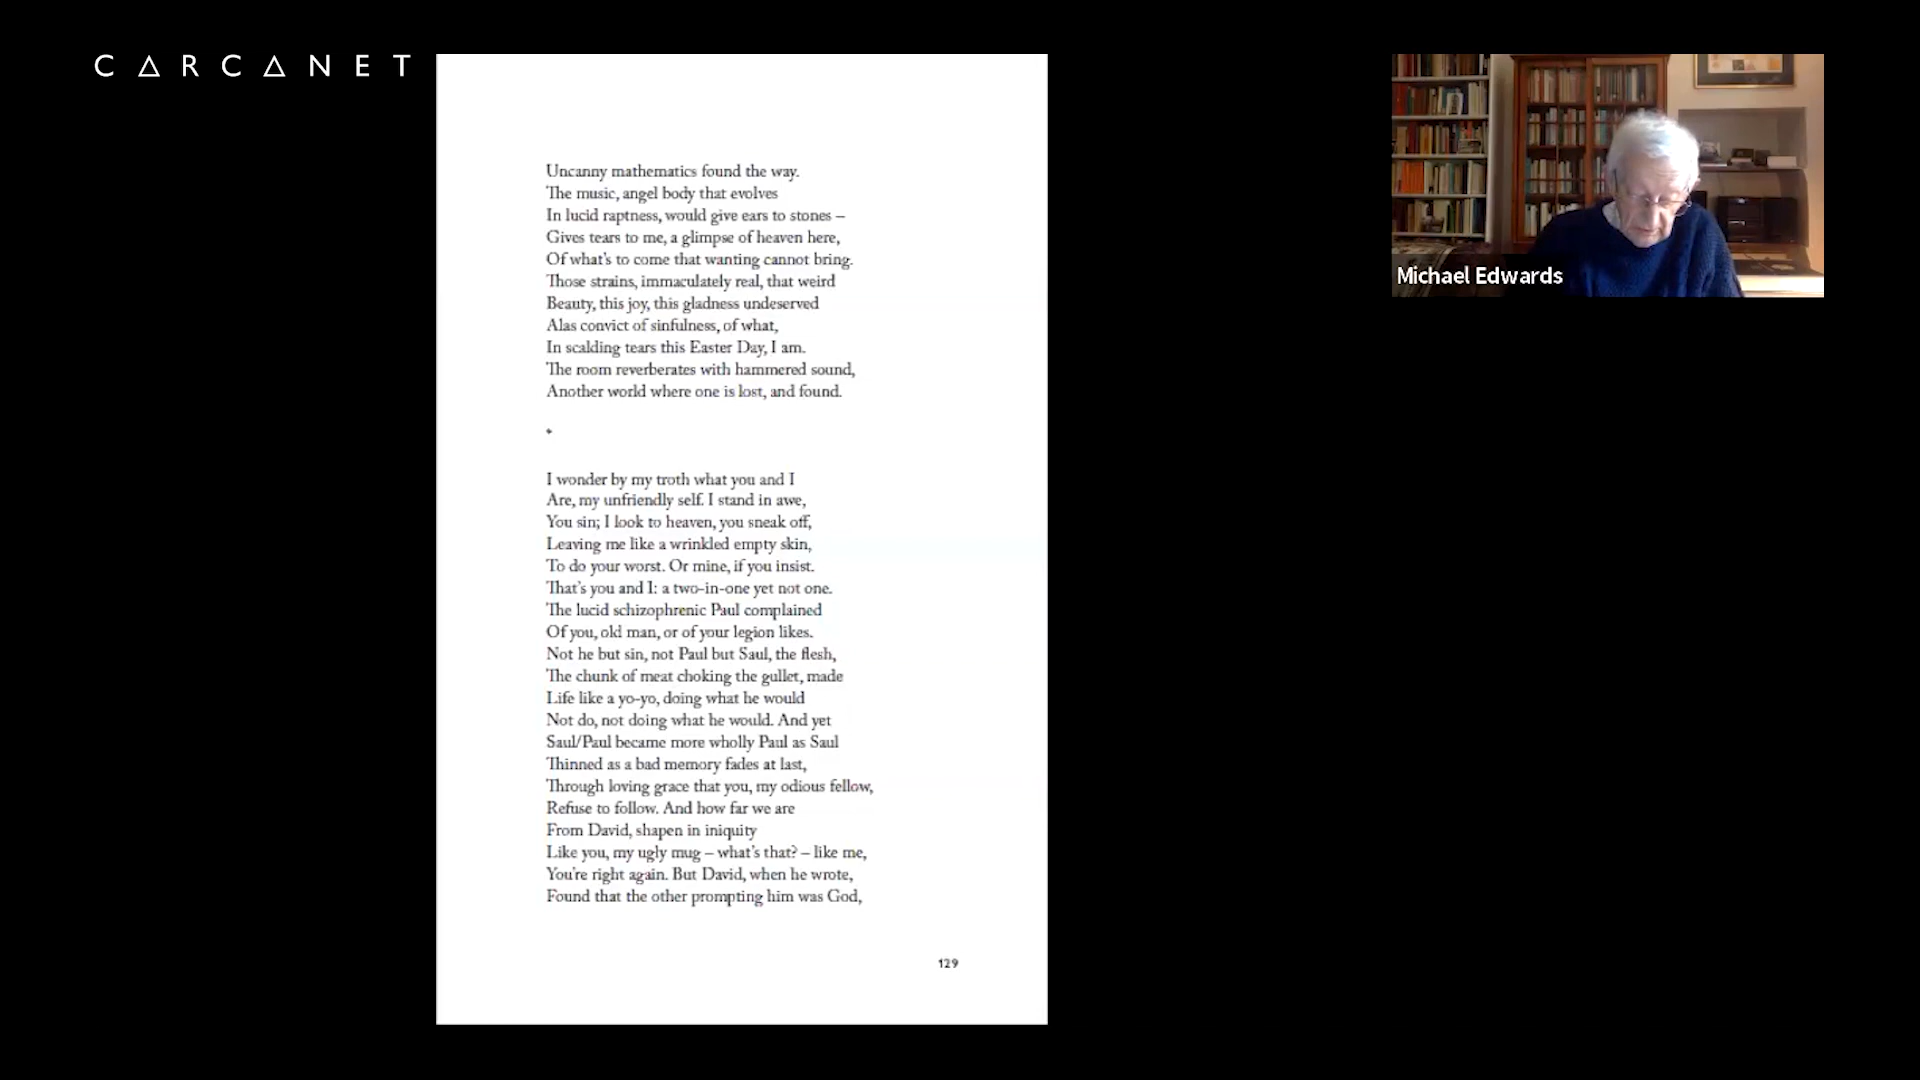 CARCANET
Uncanny mathematics found the way.
The music, angel body that evolves
In lucid raptness, would give ears to stones –
Gives tears to me, a glimpse of heaven here,
Of what's to come that wanting cannot bring.
Those strains, immaculately real, that weird
Beauty, this joy, this gladness undeserved
Alas convict of sinfulness, of what,
In scalding tears this Easter Day, I am.
The room reverberates with hammered sound,
Another world where one is lost, and found.
*
I wonder by my troth what you and I
Are, my unfriendly self. I stand in awe,
You sin; I look to heaven, you sneak off,
Leaving me like a wrinkled empty skin,
To do your worst. Or mine, if you insist.
That's you and I: a two-in-one yet not one.
The lucid schizophrenic Paul complained
Of you, old man, or of your legion likes.
Not he but sin, not Paul but Saul, the flesh,
The chunk of meat choking the gullet, made
Life like a yo-yo, doing what he would
Not do, not doing what he would. And yet
Saul/Paul became more wholly Paul as Saul
Thinned as a bad memory fades at last,
Through loving grace that you, my odious fellow,
Refuse to follow. And how far we are
From David, shapen in iniquity
Like you, my ugly mug – what's that? – like me,
You're right again. But David, when he wrote,
Found that the other prompting him was God,
129
Michael Edwards